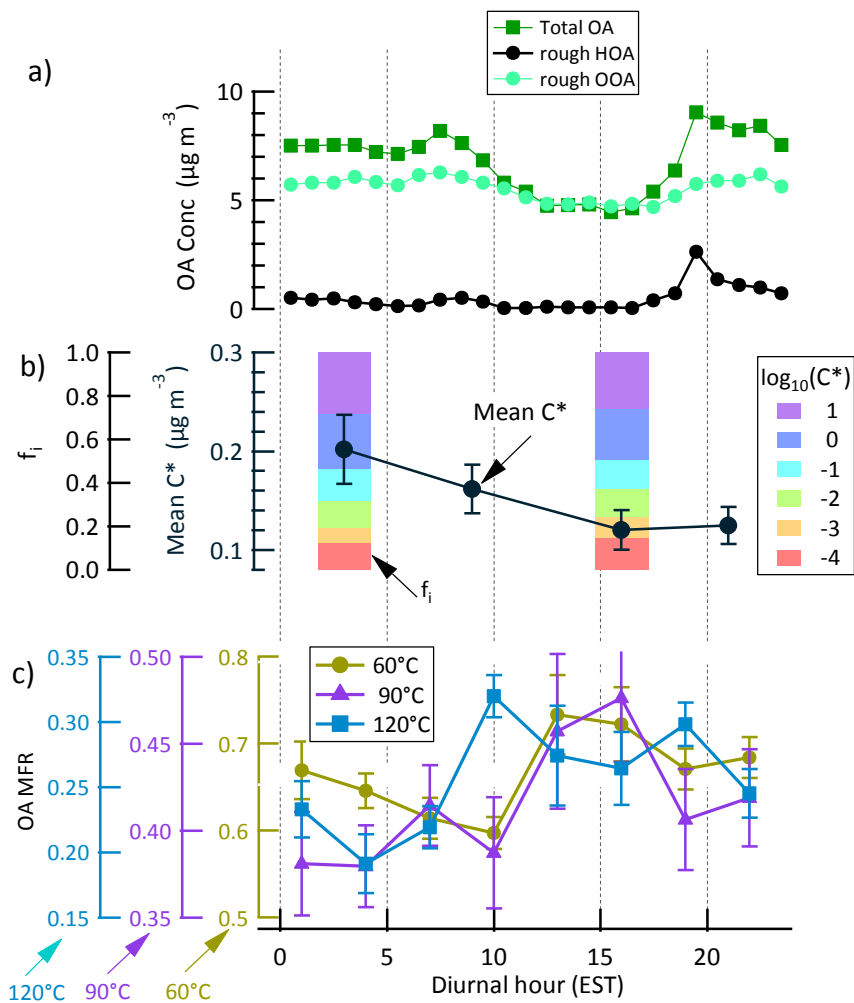 Total OA
rough HOA
rough OOA
a)
10
5
0
OA Conc (µg m⁻³)
b)
1.0
0.8
0.6
0.4
0.2
0.0
f_i
0.3
0.2
0.1
Mean C* (µg m⁻³)
Mean C*
f_i
log₁₀(C*)
1
0
-1
-2
-3
-4
c)
0.35
0.30
0.25
0.20
0.15
0.50
0.45
0.40
0.35
0.8
0.7
0.6
0.5
OA MFR
60°C
90°C
120°C
120°C
90°C
60°C
0 5 10 15 20
Diurnal hour (EST)